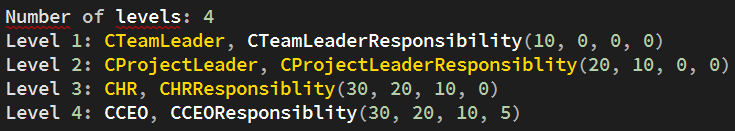 Number of levels: 4
Level 1: CTeamLeader, CTeamLeaderResponsibility(10, 0, 0, 0)
Level 2: CProjectLeader, CProjectLeaderResponsiblity(20, 10, 0, 0)
Level 3: CHR, CHRResponsiblity(30, 20, 10, 0)
Level 4: CCEO, CCEOResponsiblity(30, 20, 10, 5)